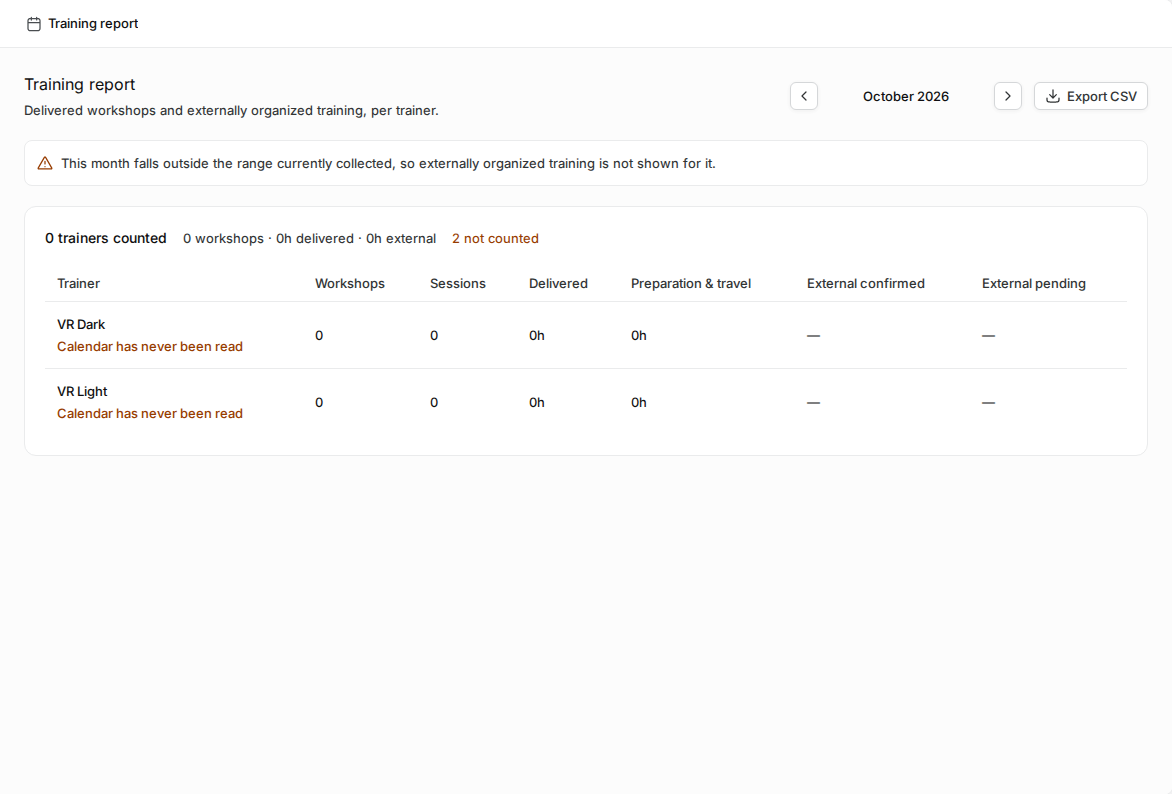 Training report
Training report
Delivered workshops and externally organized training, per trainer.
October 2026
Export CSV
This month falls outside the range currently collected, so externally organized training is not shown for it.
0 trainers counted 0 workshops · 0h delivered · 0h external 2 not counted
Trainer Workshops Sessions Delivered Preparation & travel External confirmed External pending
VR Dark
Calendar has never been read
0 0 0h 0h — —
VR Light
Calendar has never been read
0 0 0h 0h — —